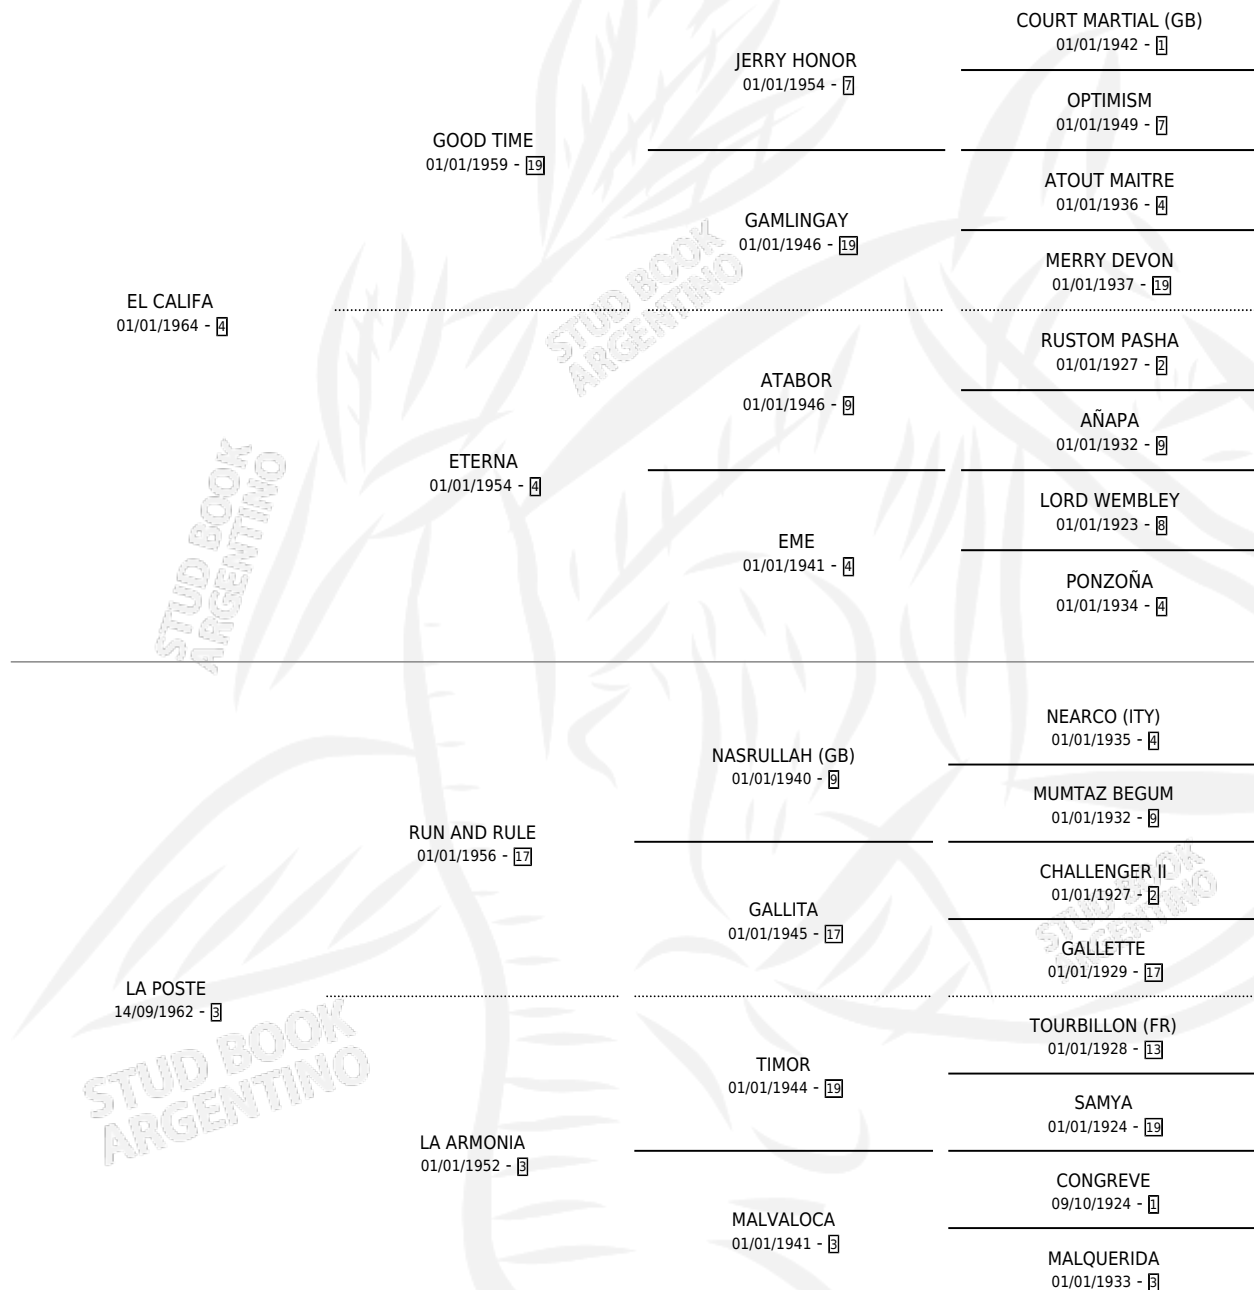 COURT MARTIAL (GB)
01/01/1942 - 1
JERRY HONOR
01/01/1954 - 7
OPTIMISM
01/01/1949 - 7
GOOD TIME
01/01/1959 - 19
ATOUT MAITRE
01/01/1936 - 4
GAMLINGAY
01/01/1946 - 19
MERRY DEVON
01/01/1937 - 19
EL CALIFA
01/01/1964 - 4
STUD BOOK
ARGENTINO
RUSTOM PASHA
01/01/1927 - 2
ATABOR
01/01/1946 - 9
AÑAPA
01/01/1932 - 9
ETERNA
01/01/1954 - 4
LORD WEMBLEY
01/01/1923 - 8
EME
01/01/1941 - 4
PONZOÑA
01/01/1934 - 4
STUD BOOK
ARGENTINO
NEARCO (ITY)
01/01/1935 - 4
NASRULLAH (GB)
01/01/1940 - 9
MUMTAZ BEGUM
01/01/1932 - 9
RUN AND RULE
01/01/1956 - 17
CHALLENGER II
01/01/1927 - 2
GALLITA
01/01/1945 - 17
STUD BOOK
ARGENTINO
GALLETTE
01/01/1929 - 17
LA POSTE
14/09/1962 - 3
TOURBILLON (FR)
01/01/1928 - 13
TIMOR
01/01/1944 - 19
SAMYA
01/01/1924 - 19
STUD BOOK
ARGENTINO
LA ARMONIA
01/01/1952 - 3
CONGREVE
09/10/1924 - 1
MALVALOCA
01/01/1941 - 3
MALQUERIDA
01/01/1933 - 3